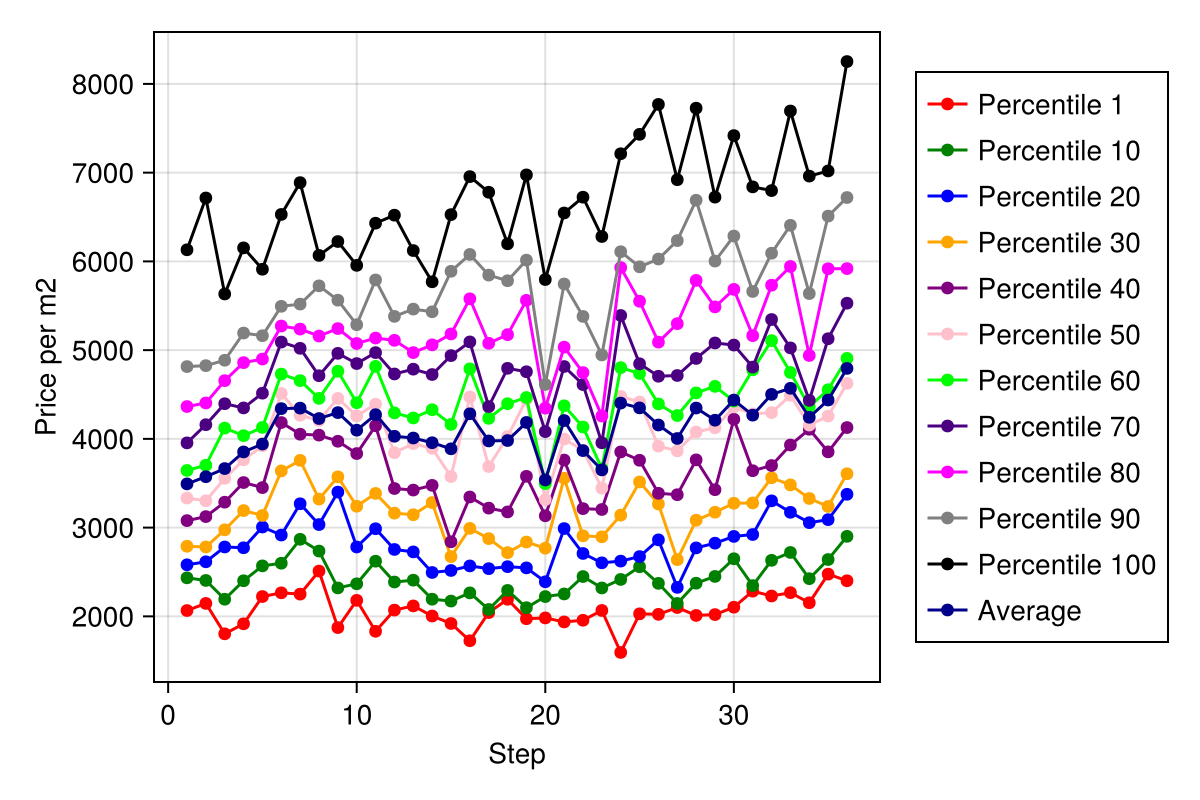 8000
7000
6000
5000
4000
3000
2000
Price per m2
0 10 20 30
Step
Percentile 1
Percentile 10
Percentile 20
Percentile 30
Percentile 40
Percentile 50
Percentile 60
Percentile 70
Percentile 80
Percentile 90
Percentile 100
Average